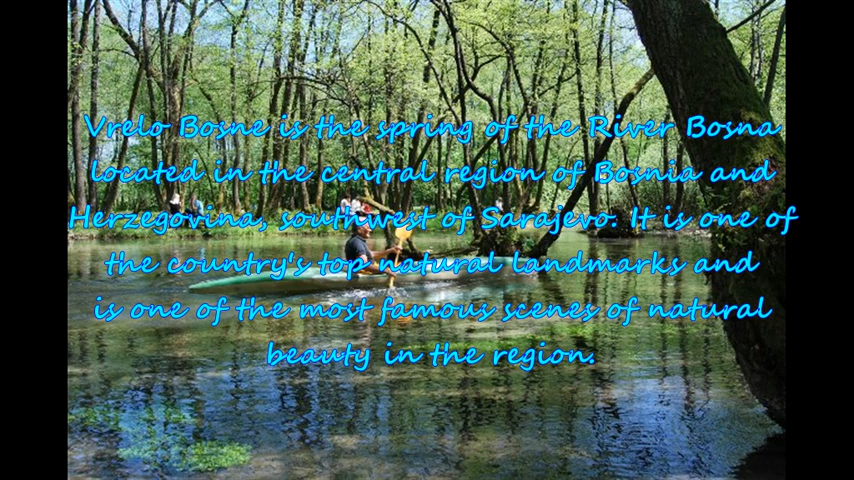 Vrelo Bosne is the spring of the River Bosna
located in the central region of Bosnia and
Herzegovina, southwest of Sarajevo. It is one of
the country's top natural landmarks and
is one of the most famous scenes of natural
beauty in the region.